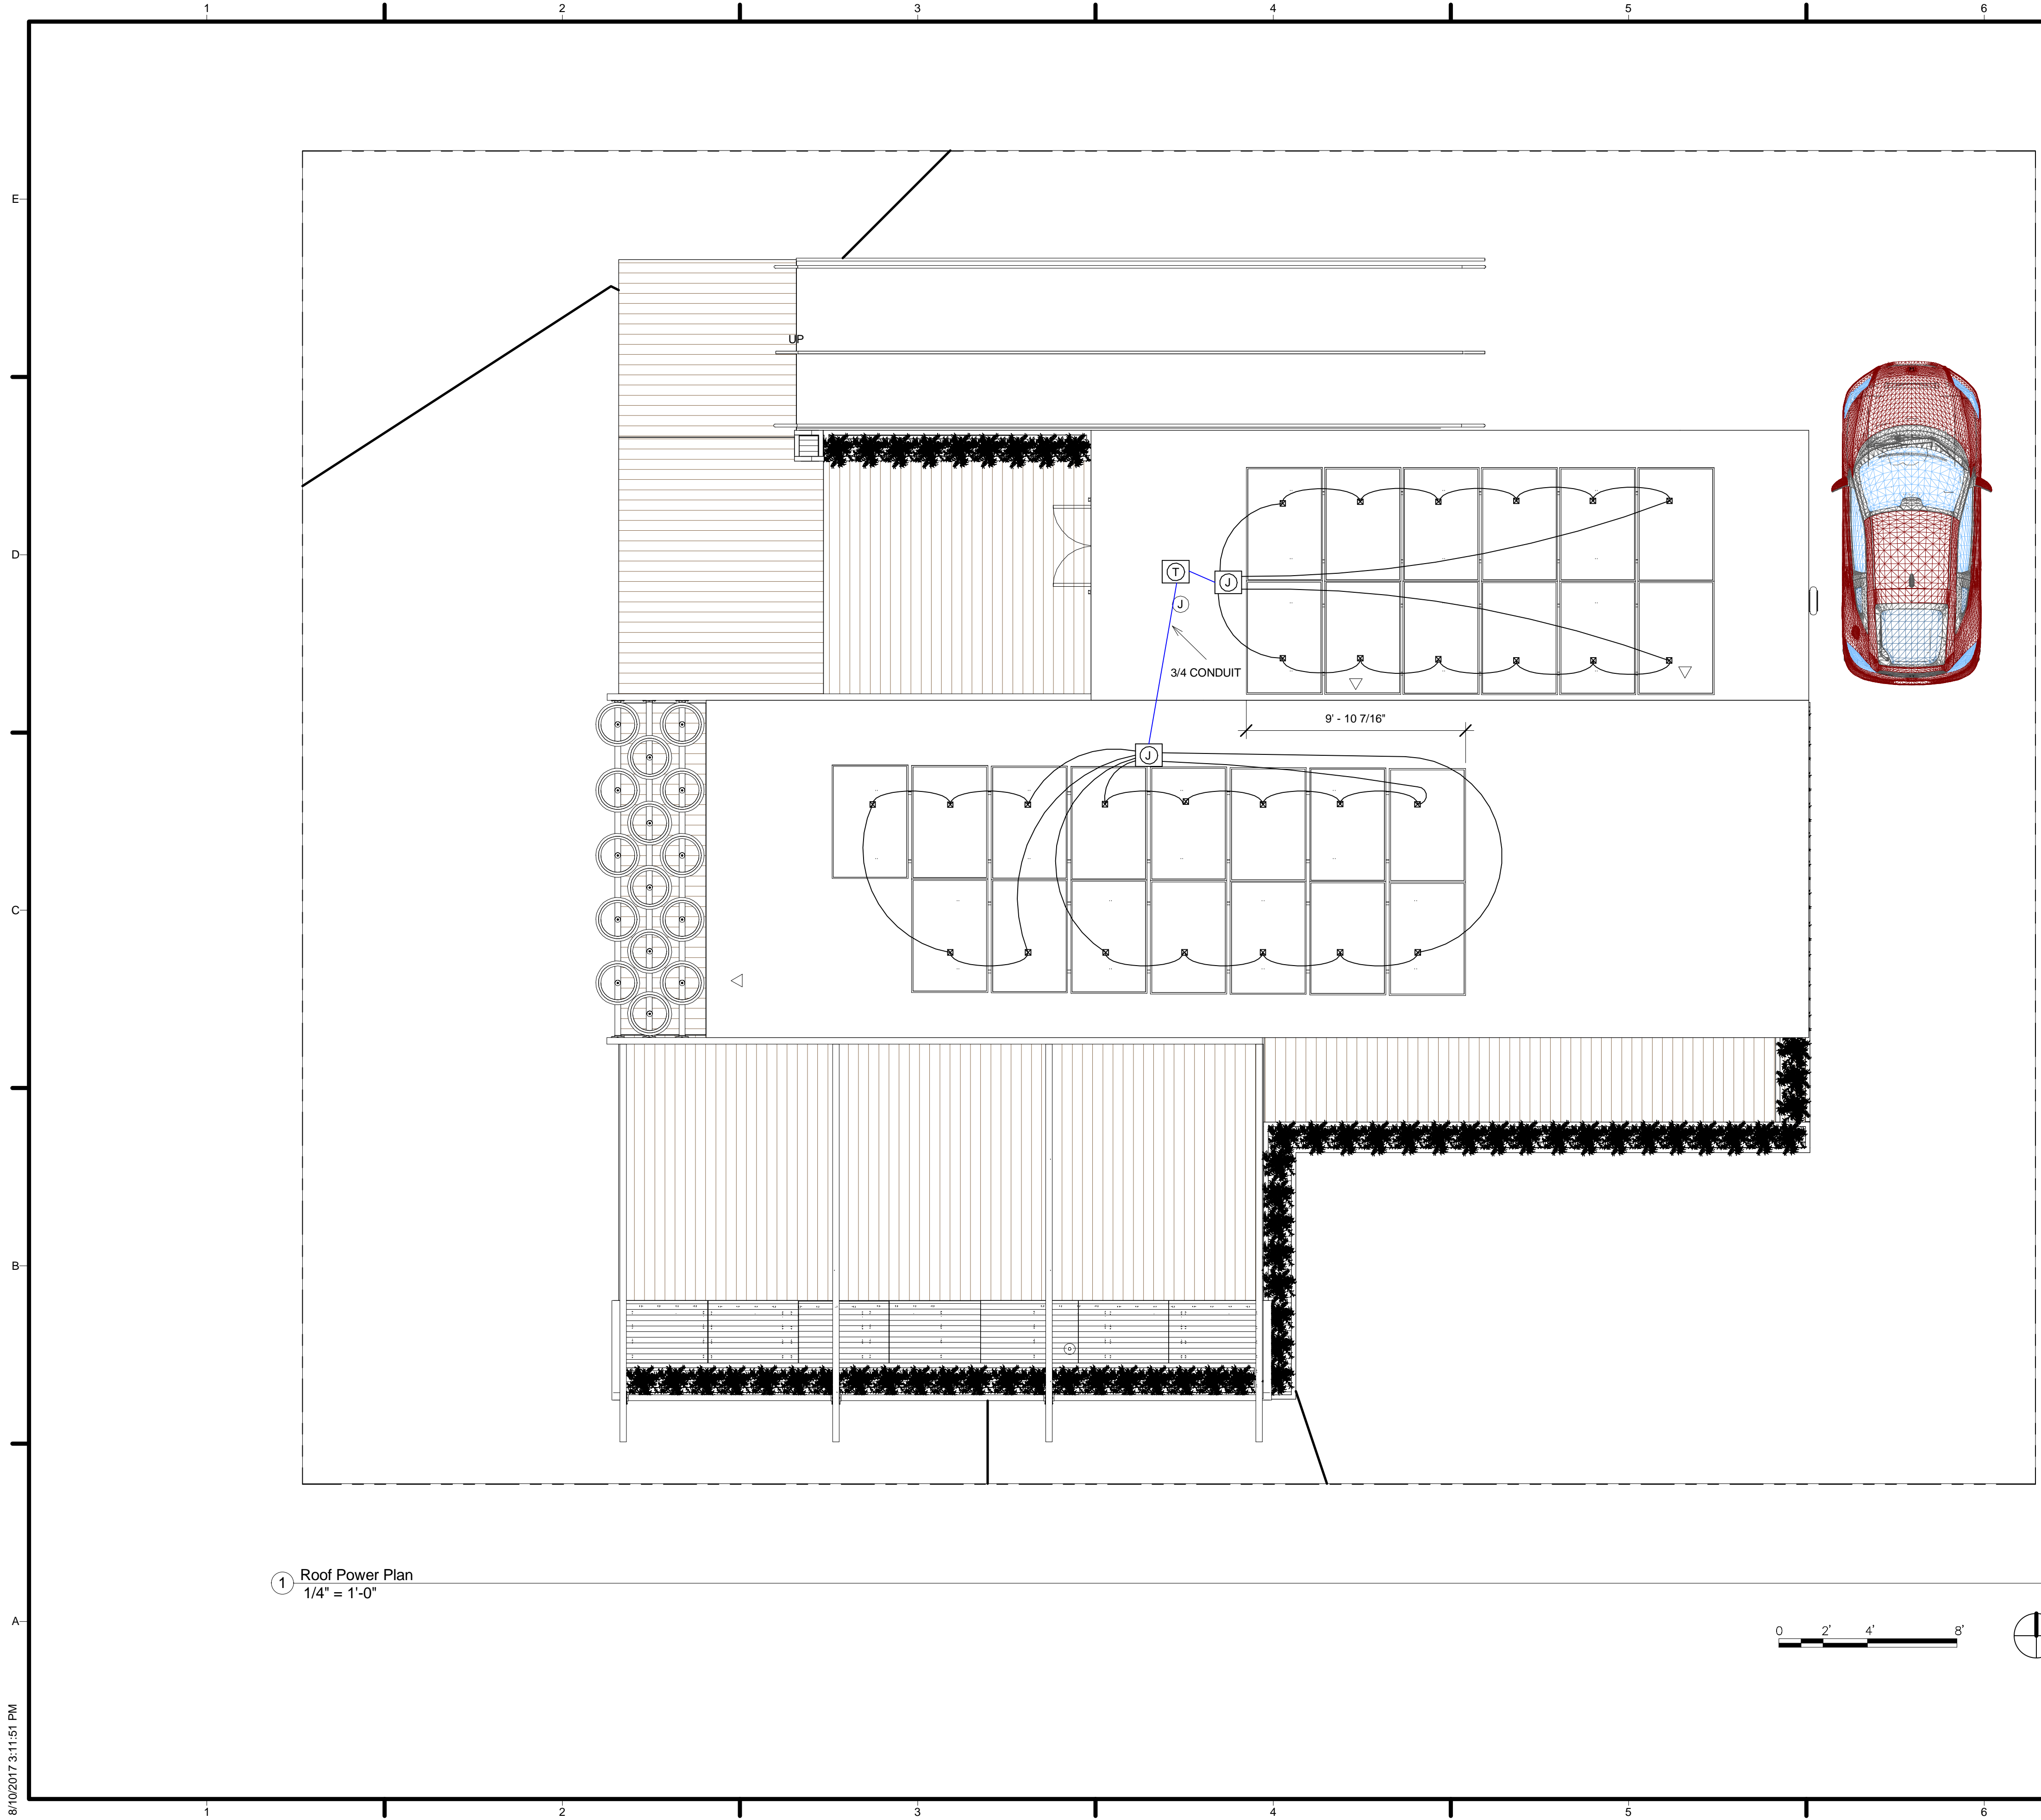 1 2 3 4 5 6
E
D
C
B
A
UP
T
J
J
3/4 CONDUIT
9' - 10 7/16"
J
1 Roof Power Plan
1/4" = 1'-0"
0 2' 4' 8'
8/10/2017 3:11:51 PM
1 2 3 4 5 6